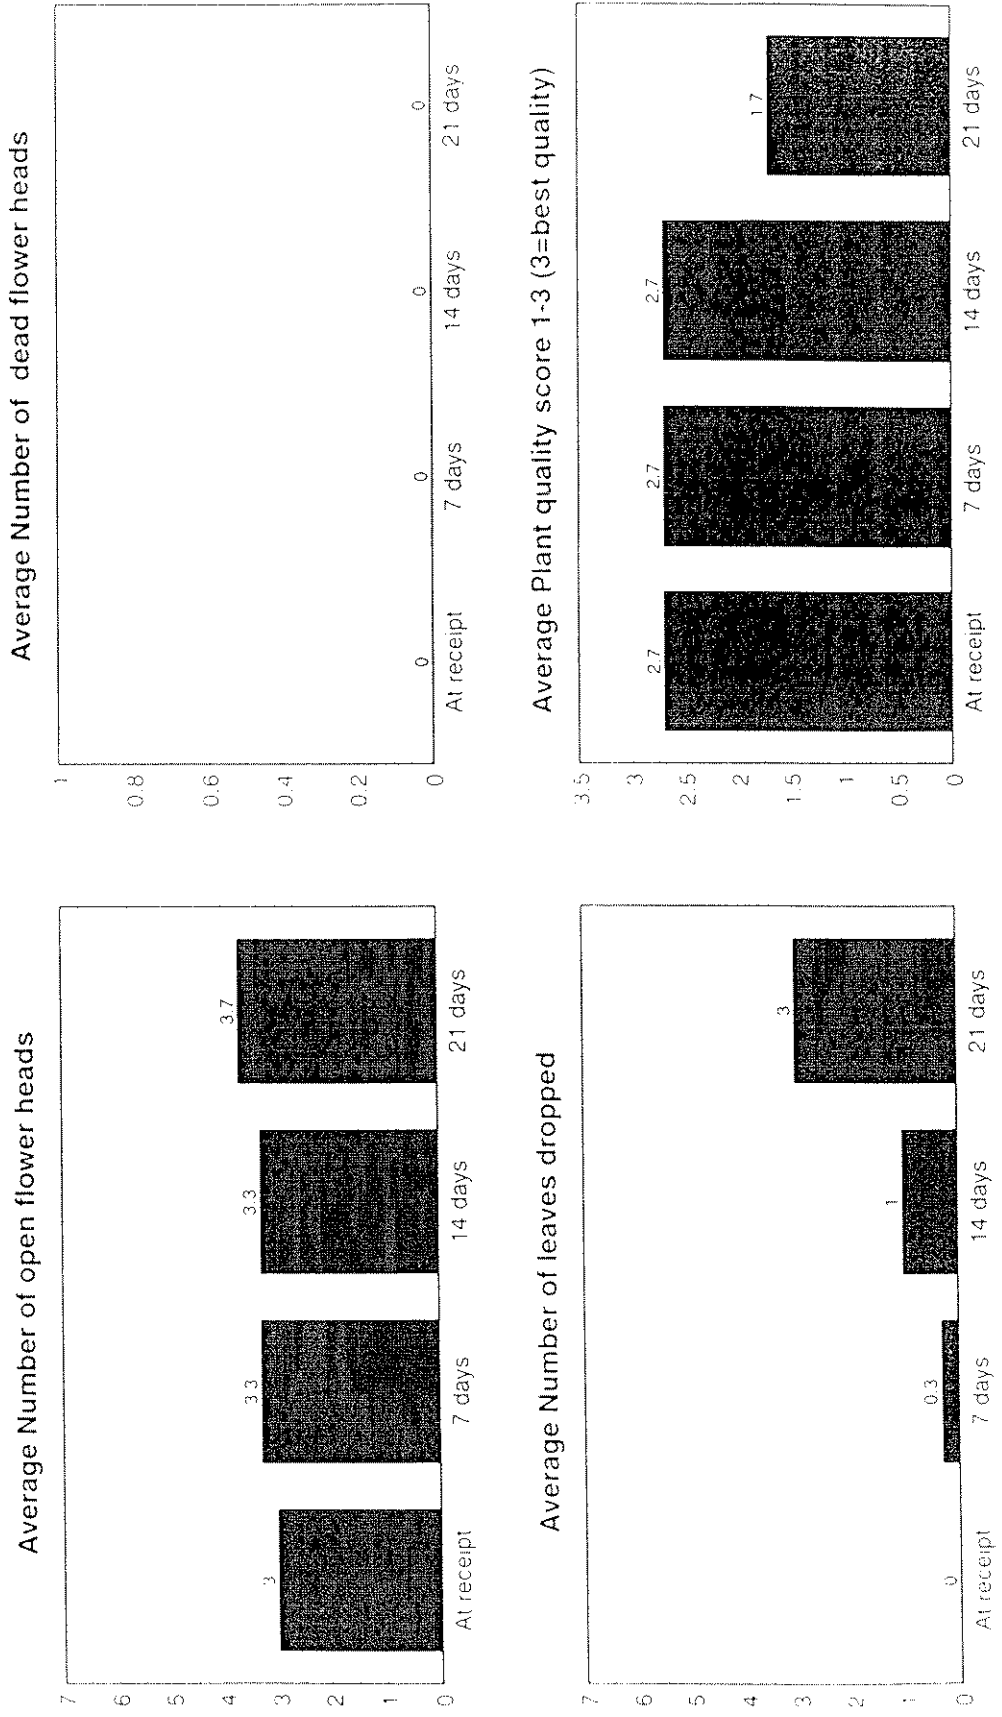 Average Number of open flower heads
7
6
5
4
3
2
1
0
3
3.3
3.3
3.7
At receipt
7 days
14 days
21 days
Average Number of dead flower heads
1
0.8
0.6
0.4
0.2
0
0
0
0
0
At receipt
7 days
14 days
21 days
Average Number of leaves dropped
7
6
5
4
3
2
1
0
0
0.3
1
3
At receipt
7 days
14 days
21 days
Average Plant quality score 1-3 (3=best quality)
3.5
3
2.5
2
1.5
1
0.5
0
2.7
2.7
2.7
1.7
At receipt
7 days
14 days
21 days